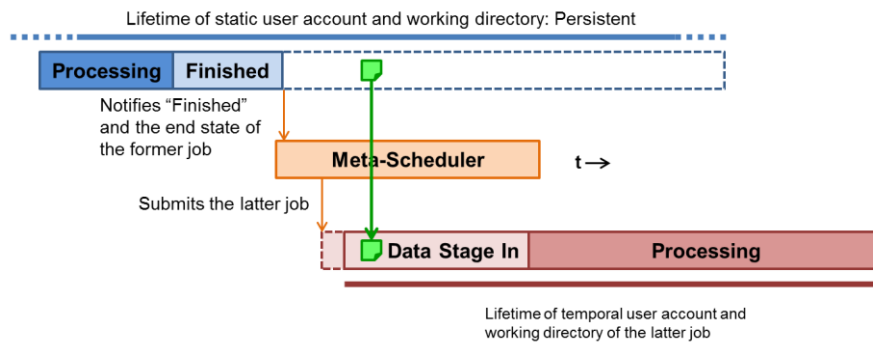 Lifetime of static user account and working directory: Persistent
Processing
Finished
Notifies “Finished”
and the end state of
the former job
Meta-Scheduler
t→
Submits the latter job
Data Stage In
Processing
Lifetime of temporal user account and
working directory of the latter job